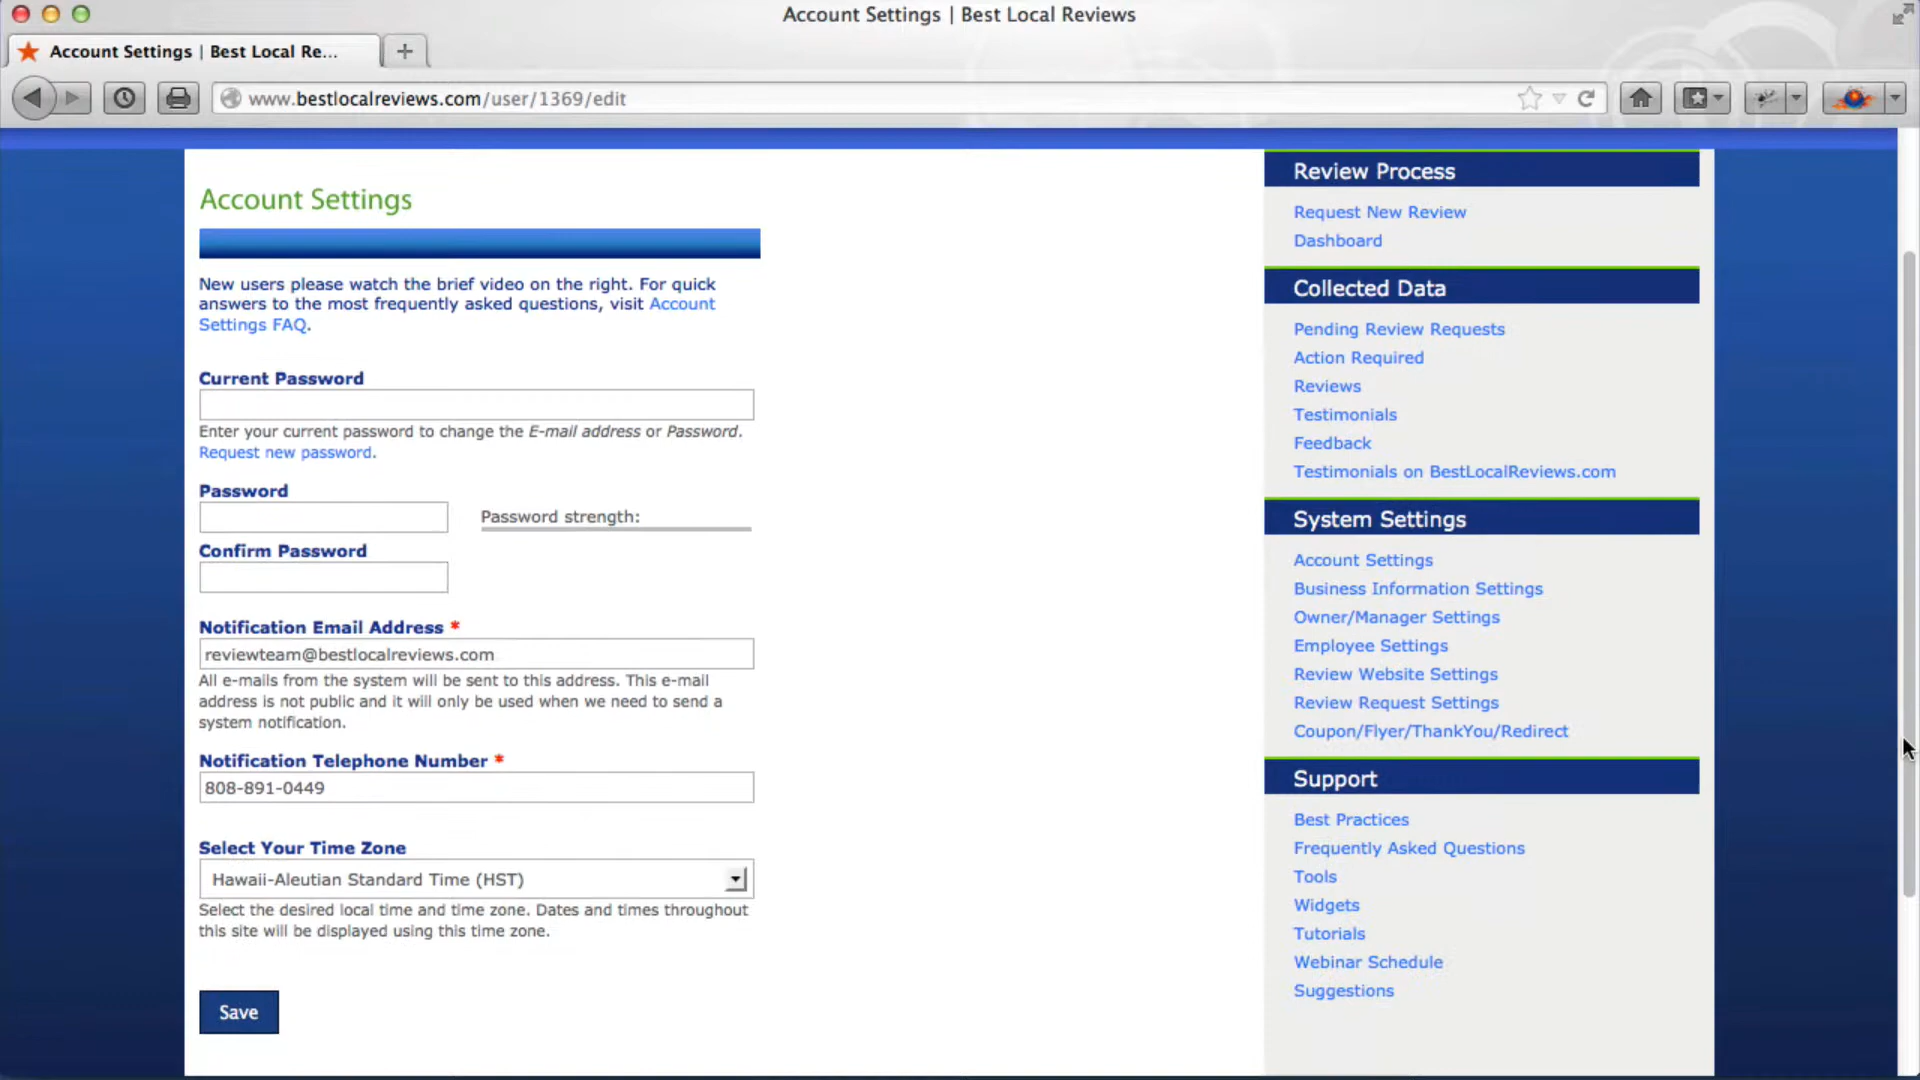 Account Settings | Best Local Reviews
Account Settings | Best Local Re...
www.bestlocalreviews.com/user/1369/edit
Account Settings
New users please watch the brief video on the right. For quick
answers to the most frequently asked questions, visit Account
Settings FAQ.
Current Password
Enter your current password to change the E-mail address or Password.
Request new password.
Password
Password strength:
Confirm Password
Notification Email Address *
reviewteam@bestlocalreviews.com
All e-mails from the system will be sent to this address. This e-mail
address is not public and it will only be used when we need to send a
system notification.
Notification Telephone Number *
808-891-0449
Select Your Time Zone
Hawaii-Aleutian Standard Time (HST)
Select the desired local time and time zone. Dates and times throughout
this site will be displayed using this time zone.
Save
Review Process
Request New Review
Dashboard
Collected Data
Pending Review Requests
Action Required
Reviews
Testimonials
Feedback
Testimonials on BestLocalReviews.com
System Settings
Account Settings
Business Information Settings
Owner/Manager Settings
Employee Settings
Review Website Settings
Review Request Settings
Coupon/Flyer/ThankYou/Redirect
Support
Best Practices
Frequently Asked Questions
Tools
Widgets
Tutorials
Webinar Schedule
Suggestions